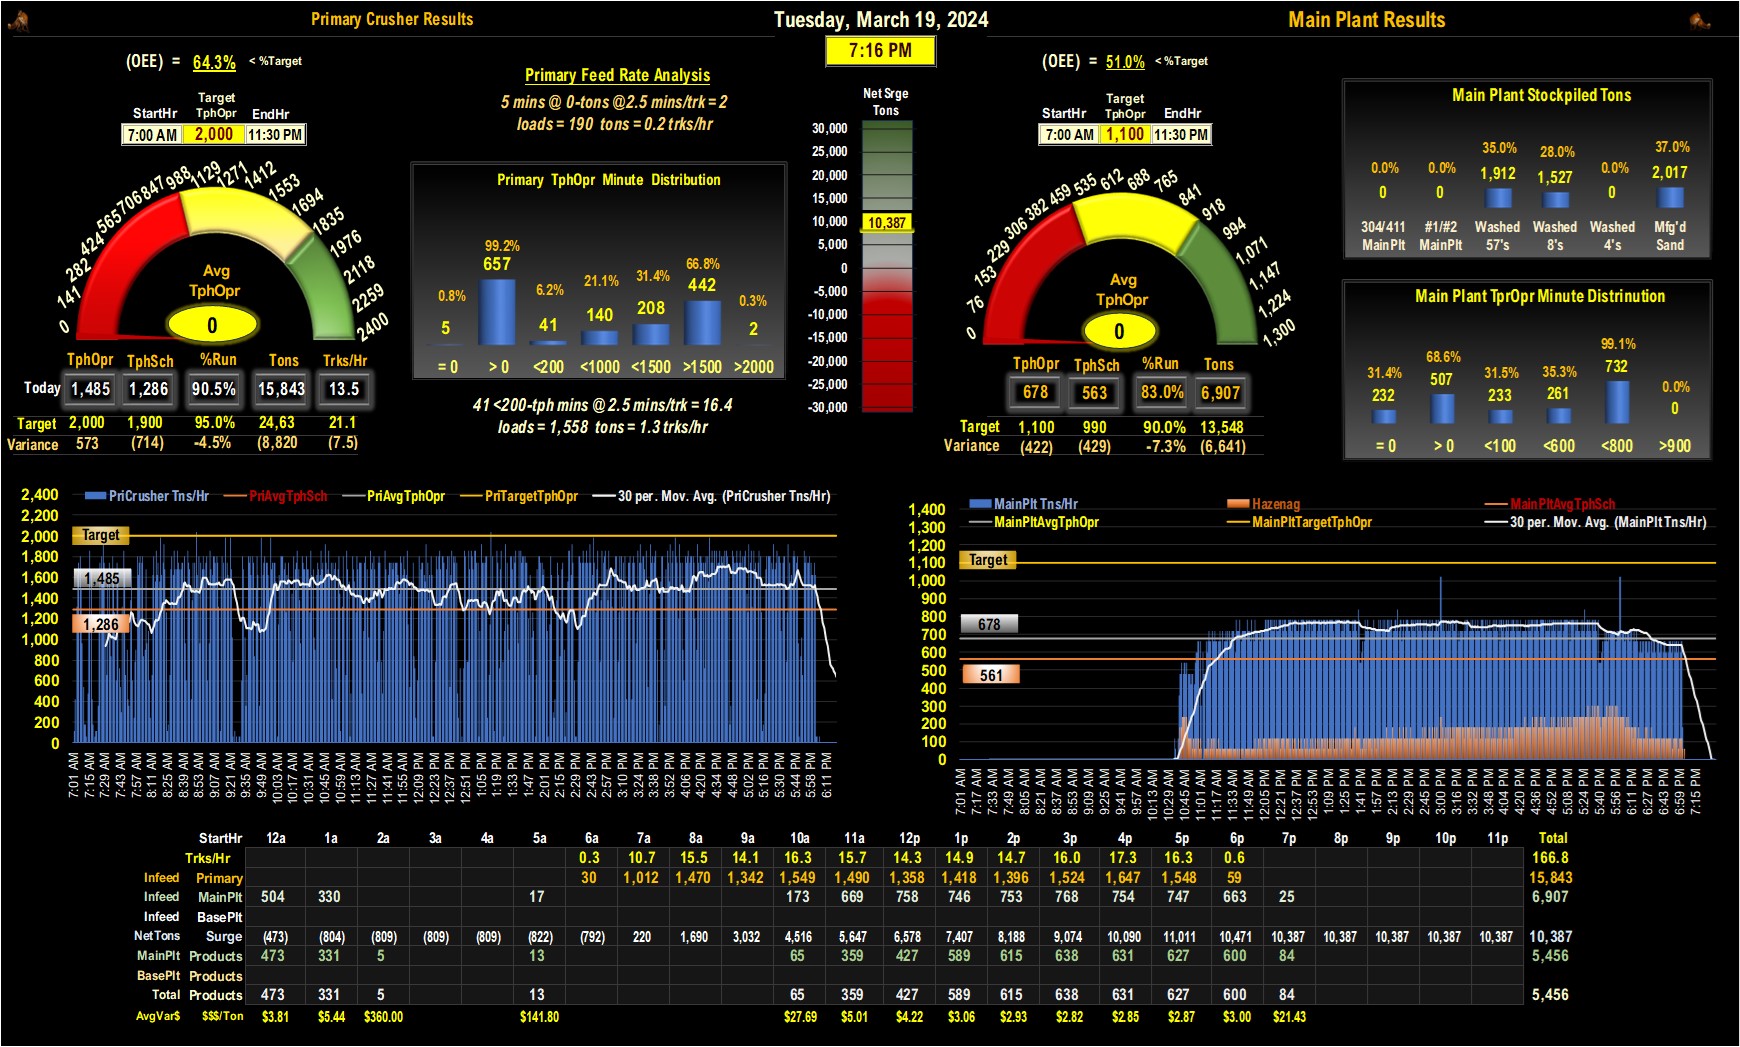 Primary Crusher Results
Tuesday, March 19, 2024
Main Plant Results
7:16 PM
(OEE) = 64.3% < %Target
StartHr Target TphOpr EndHr
7:00 AM 2,000 11:30 PM
0 141 282 424 565 706 847 988 1129 1271 1412 1553 1694 1835 1976 2118 2259 2400
Avg
TphOpr
0
TphOpr TphSch %Run Tons Trks/Hr
Today 1,485 1,286 90.5% 15,843 13.5
Target 2,000 1,900 95.0% 24,63 21.1
Variance 573 (714) -4.5% (8,820 (7.5)
Primary Feed Rate Analysis
5 mins @ 0-tons @2.5 mins/trk = 2
loads = 190 tons = 0.2 trks/hr
Primary TphOpr Minute Distribution
0.8% 99.2% 6.2% 21.1% 31.4% 66.8% 0.3%
5 657 41 140 208 442 2
= 0 > 0 <200 <1000 <1500 >1500 >2000
41 <200-tph mins @ 2.5 mins/trk = 16.4
loads = 1,558 tons = 1.3 trks/hr
Net Srge
Tons
30,000
25,000
20,000
15,000
10,000
10,387
5,000
0
-5,000
-10,000
-15,000
-20,000
-25,000
-30,000
(OEE) = 51.0% < %Target
StartHr Target TphOpr EndHr
7:00 AM 1,100 11:30 PM
0 76 153 229 306 382 459 535 612 688 765 841 918 994 1,071 1,147 1,224 1,300
Avg
TphOpr
0
TphOpr TphSch %Run Tons
678 563 83.0% 6,907
Target 1,100 990 90.0% 13,548
Variance (422) (429) -7.3% (6,641)
Main Plant Stockpiled Tons
0.0% 0.0% 35.0% 28.0% 0.0% 37.0%
0 0 1,912 1,527 0 2,017
304/411 #1/#2 Washed Washed Washed Mfg'd
MainPlt MainPlt 57's 8's 4's Sand
Main Plant TprOpr Minute Distrinution
31.4% 68.6% 31.5% 35.3% 99.1% 0.0%
232 507 233 261 732 0
= 0 > 0 <100 <600 <800 >900
PriCrusher Tns/Hr PriAvgTphSch PriAvgTphOpr PriTargetTphOpr 30 per. Mov. Avg. (PriCrusher Tns/Hr)
2,400
2,200
2,000
1,800
1,600
1,400
1,200
1,000
800
600
400
200
0
Target
1,485
1,286
7:01 AM 7:15 AM 7:29 AM 7:43 AM 7:57 AM 8:11 AM 8:25 AM 8:39 AM 8:53 AM 9:07 AM 9:21 AM 9:35 AM 9:49 AM 10:03 AM 10:17 AM 10:31 AM 10:45 AM 10:59 AM 11:13 AM 11:27 AM 11:41 AM 11:55 AM 12:09 PM 12:23 PM 12:37 PM 12:51 PM 1:05 PM 1:19 PM 1:33 PM 1:47 PM 2:01 PM 2:15 PM 2:29 PM 2:43 PM 2:57 PM 3:10 PM 3:24 PM 3:38 PM 3:52 PM 4:06 PM 4:20 PM 4:34 PM 4:48 PM 5:02 PM 5:16 PM 5:30 PM 5:44 PM 5:58 PM 6:11 PM
MainPlt Tns/Hr Hazenag MainPltAvgTphSch
MainPltAvgTphOpr MainPltTargetTphOpr 30 per. Mov. Avg. (MainPlt Tns/Hr)
1,400
1,300
1,200
1,100
1,000
900
800
700
600
500
400
300
200
100
0
Target
678
561
7:01 AM 7:17 AM 7:33 AM 7:49 AM 8:05 AM 8:21 AM 8:37 AM 8:53 AM 9:09 AM 9:25 AM 9:41 AM 9:57 AM 10:13 AM 10:29 AM 10:45 AM 11:01 AM 11:17 AM 11:33 AM 11:49 AM 12:05 PM 12:21 PM 12:37 PM 12:53 PM 1:09 PM 1:25 PM 1:41 PM 1:57 PM 2:13 PM 2:29 PM 2:45 PM 3:00 PM 3:16 PM 3:32 PM 3:48 PM 4:04 PM 4:20 PM 4:36 PM 4:52 PM 5:08 PM 5:24 PM 5:40 PM 5:56 PM 6:11 PM 6:27 PM 6:43 PM 6:59 PM 7:15 PM
StartHr 12a 1a 2a 3a 4a 5a 6a 7a 8a 9a 10a 11a 12p 1p 2p 3p 4p 5p 6p 7p 8p 9p 10p 11p Total
Trks/Hr 0.3 10.7 15.5 14.1 16.3 15.7 14.3 14.9 14.7 16.0 17.3 16.3 0.6 166.8
Infeed Primary 30 1,012 1,470 1,342 1,549 1,490 1,358 1,418 1,396 1,524 1,647 1,548 59 15,843
Infeed MainPlt 504 330 17 173 669 758 746 753 768 754 747 663 25 6,907
Infeed BasePlt
NetTons Surge (473) (804) (809) (809) (809) (822) (792) 220 1,690 3,032 4,516 5,647 6,578 7,407 8,188 9,074 10,090 11,011 10,471 10,387 10,387 10,387 10,387 10,387 10,387
MainPlt Products 473 331 5 13 65 359 427 589 615 638 631 627 600 84 5,456
BasePlt Products
Total Products 473 331 5 13 65 359 427 589 615 638 631 627 600 84 5,456
AvgVar$ $$$/Ton $3.81 $5.44 $360.00 $141.80 $27.69 $5.01 $4.22 $3.06 $2.93 $2.82 $2.85 $2.87 $3.00 $21.43